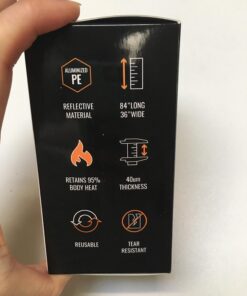 ALUMINIZED
PE
REFLECTIVE
MATERIAL
84"LONG
36"WIDE
RETAINS 95%
BODY HEAT
40um
THICKNESS
REUSABLE
TEAR
RESISTANT